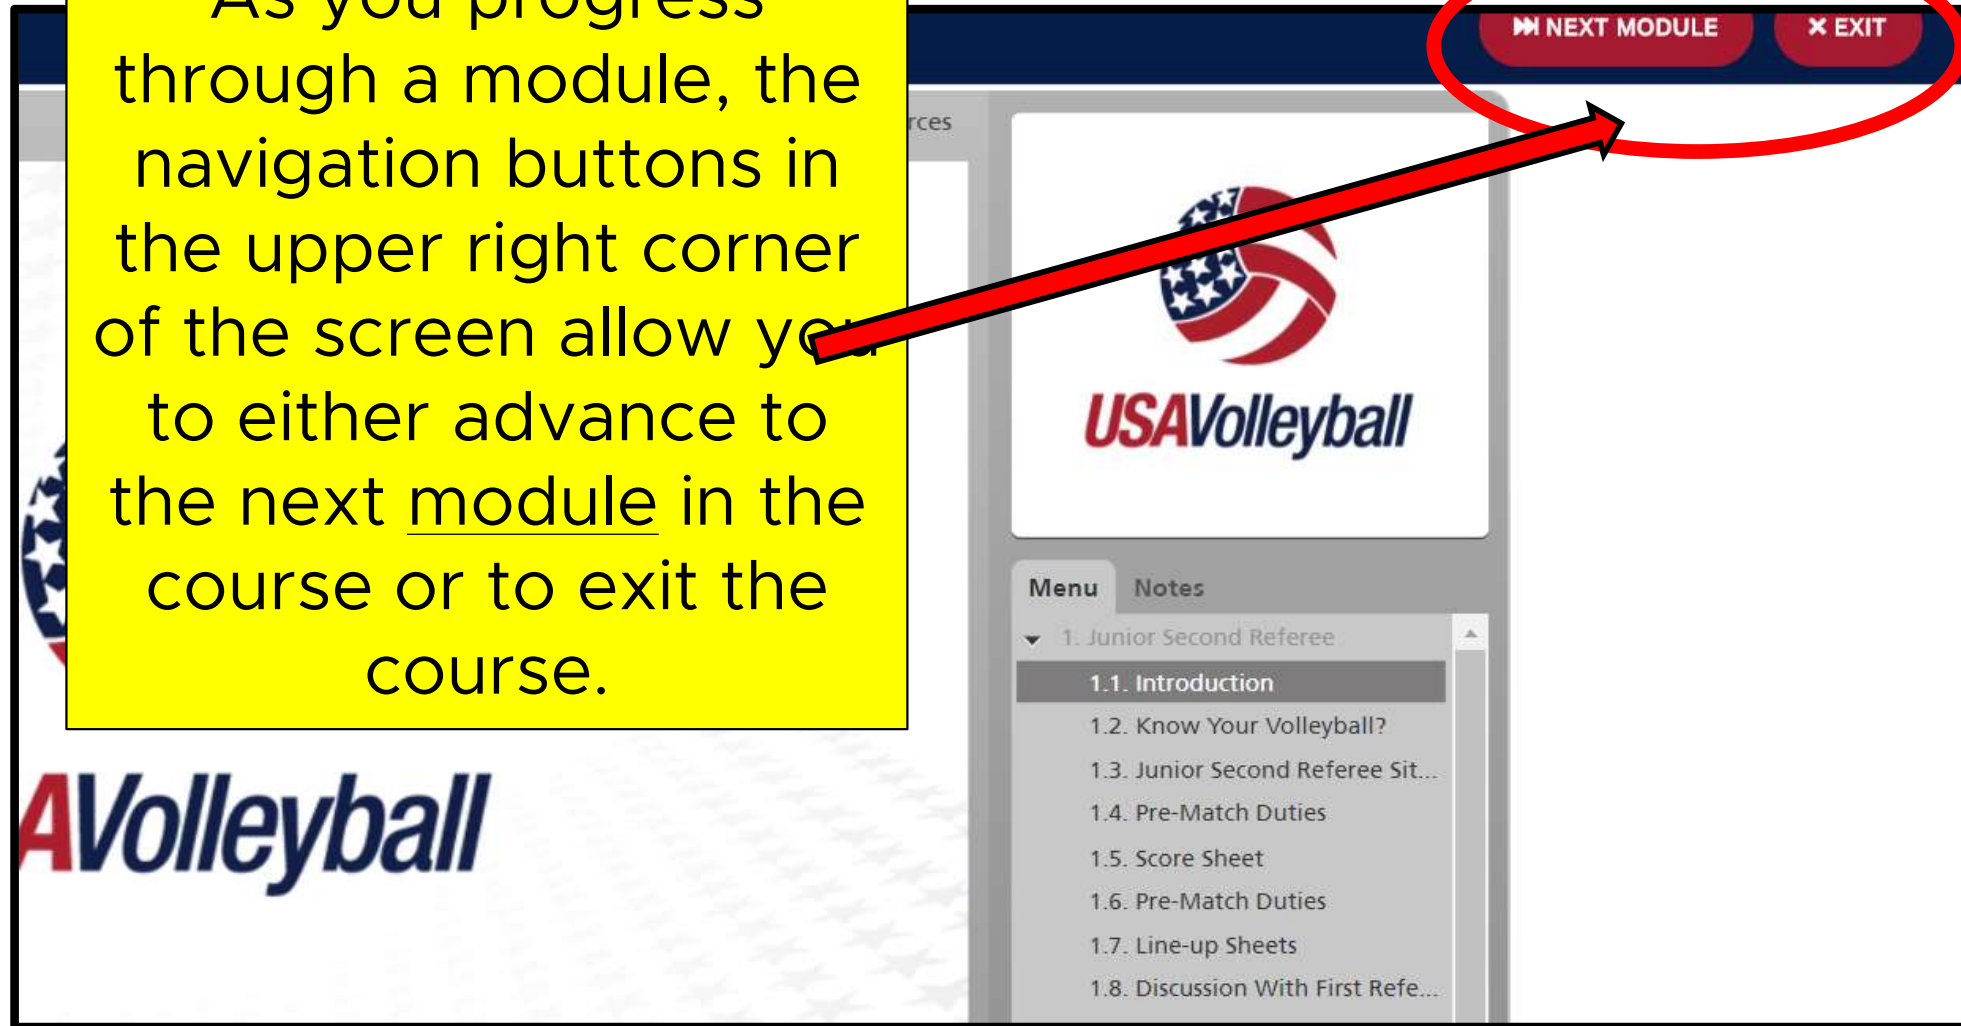 As you progress
through a module, the
navigation buttons in
the upper right corner
of the screen allow you
to either advance to
the next module in the
course or to exit the
course.
NEXT MODULE
EXIT
USAVolleyball
Menu Notes
1. Junior Second Referee
1.1. Introduction
1.2. Know Your Volleyball?
1.3. Junior Second Referee Sit...
1.4. Pre-Match Duties
1.5. Score Sheet
1.6. Pre-Match Duties
1.7. Line-up Sheets
1.8. Discussion With First Refe...
AVolleyball